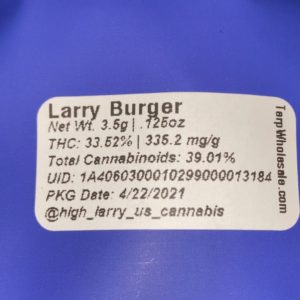 Larry Burger
Net Wt. 3.5g | .125oz
THC: 33.52% | 335.2 mg/g
Total Cannabinoids: 39.01%
UID: 1A4060300010299000013184
PKG Date: 4/22/2021
@high_larry_us_cannabis
TerpWholesale.com